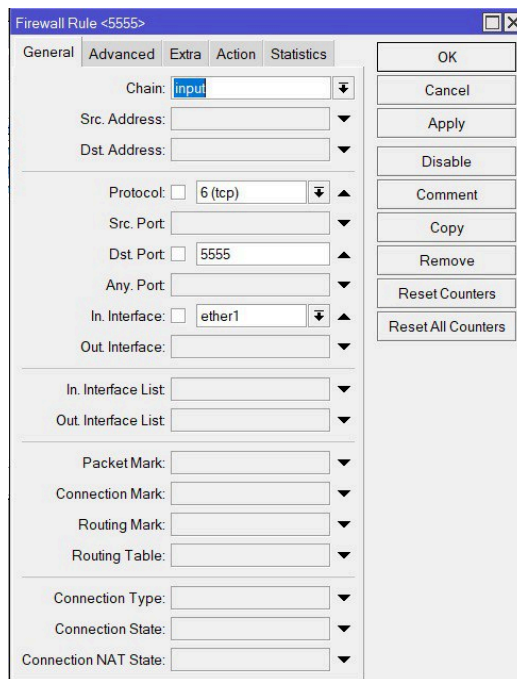 Firewall Rule <5555>
General Advanced Extra Action Statistics
Chain: input
Src. Address:
Dst. Address:
Protocol: 6 (tcp)
Src. Port:
Dst. Port: 5555
Any. Port:
In. Interface: ether1
Out. Interface:
In. Interface List:
Out. Interface List:
Packet Mark:
Connection Mark:
Routing Mark:
Routing Table:
Connection Type:
Connection State:
Connection NAT State:
OK
Cancel
Apply
Disable
Comment
Copy
Remove
Reset Counters
Reset All Counters